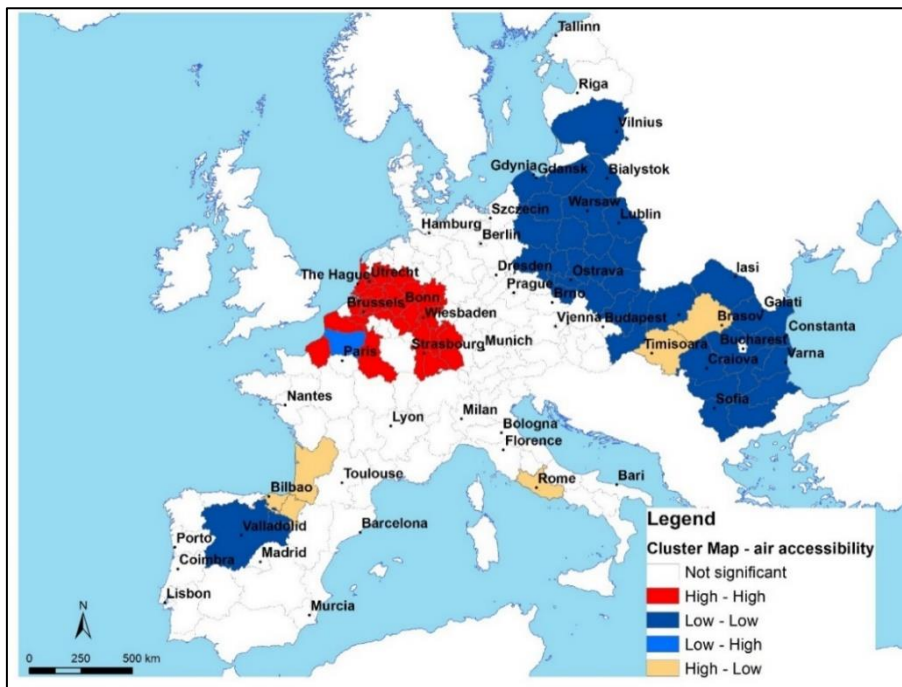 Tallinn
Riga
Vilnius
Gdynia Gdansk Bialystok
Szczecin Warsaw
Lublin
Hamburg
Berlin
The Hague Utrecht
Dresden Ostrava
Iasi
Brussels Bonn
Prague Brno
Galati
Wiesbaden
Vienna Budapest
Brasov
Constanta
Paris Strasbourg Munich
Timisoara Bucharest
Craiova Varna
Nantes
Sofia
Lyon Milan
Bologna
Florence
Bilbao Toulouse
Rome Bari
Valladolid
Porto Barcelona
Coimbra Madrid
Lisbon
Murcia
N
0 250 500 km
Legend
Cluster Map - air accessibility
Not significant
High - High
Low - Low
Low - High
High - Low